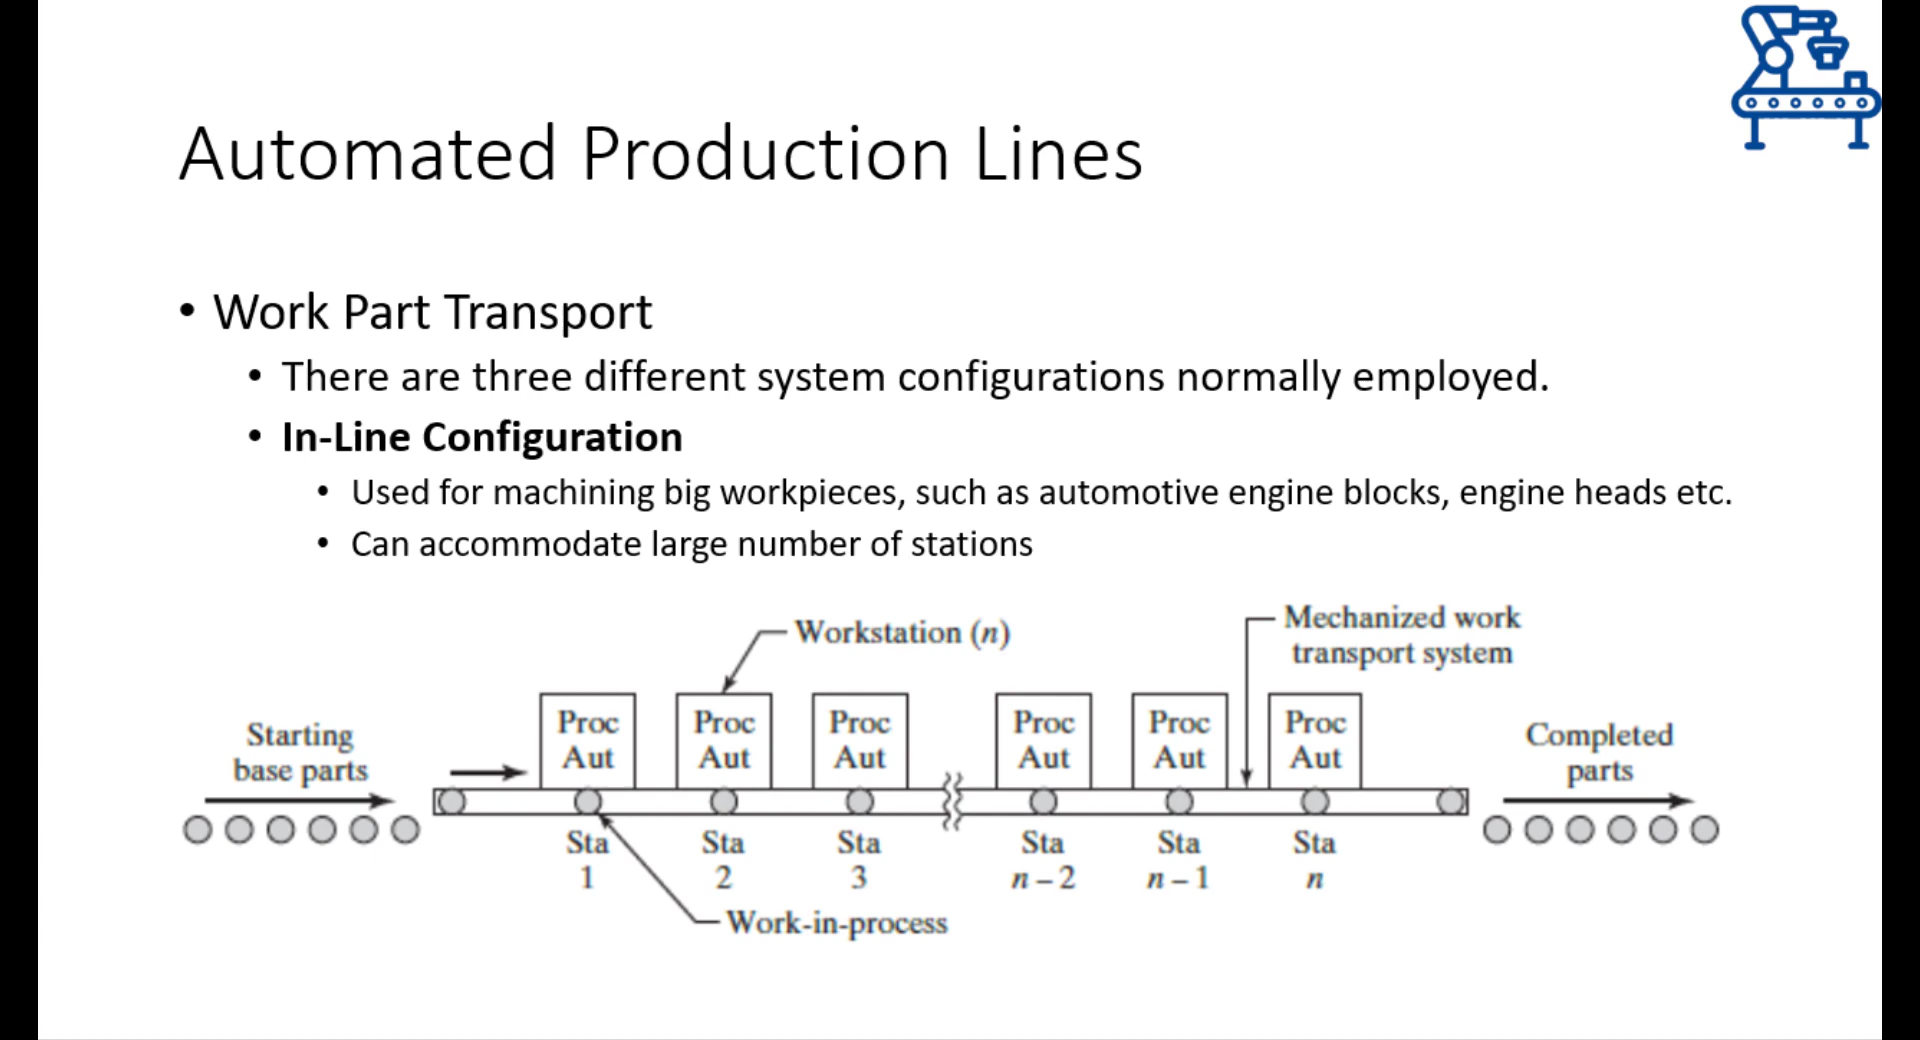 Automated Production Lines
• Work Part Transport
• There are three different system configurations normally employed.
• In-Line Configuration
• Used for machining big workpieces, such as automotive engine blocks, engine heads etc.
• Can accommodate large number of stations
Workstation (n)
Mechanized work
transport system
Starting
base parts
Proc
Aut
Proc
Aut
Proc
Aut
Proc
Aut
Proc
Aut
Proc
Aut
Completed
parts
Sta
1
Sta
2
Sta
3
Sta
n – 2
Sta
n – 1
Sta
n
Work-in-process